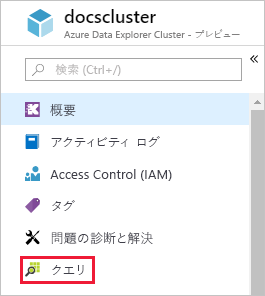 docscluster
Azure Data Explorer Cluster - プレビュー
検索 (Ctrl+/)
概要
アクティビティ ログ
Access Control (IAM)
タグ
問題の診断と解決
クエリ